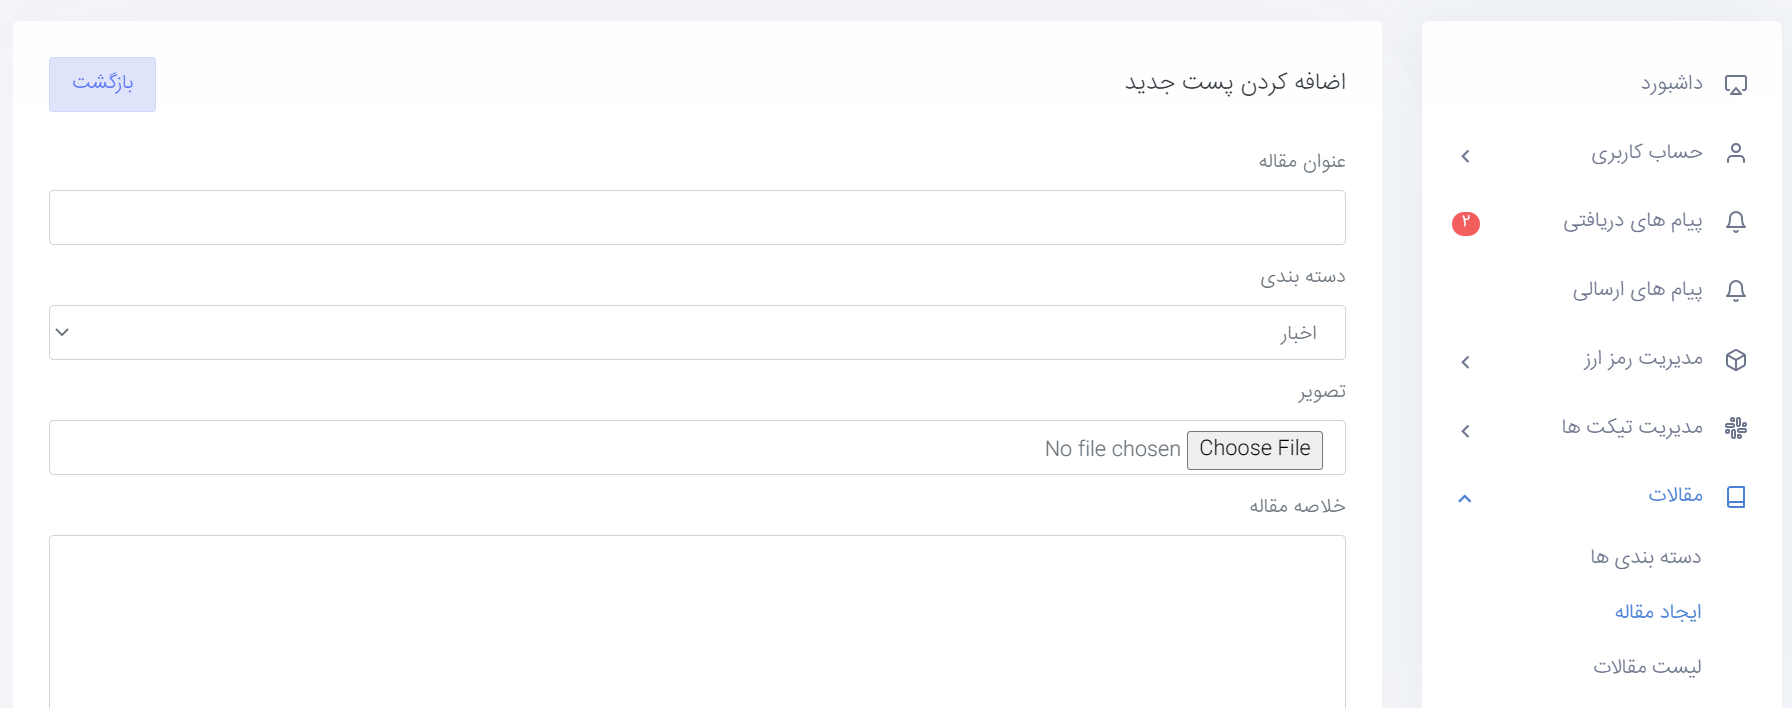 داشبورد
حساب کاربری
پیام های دریافتی
۲
پیام های ارسالی
مدیریت رمز ارز
مدیریت تیکت ها
مقالات
دسته بندی ها
ایجاد مقاله
لیست مقالات
اضافه کردن پست جدید
بازگشت
عنوان مقاله
دسته بندی
اخبار
تصویر
Choose File No file chosen
خلاصه مقاله